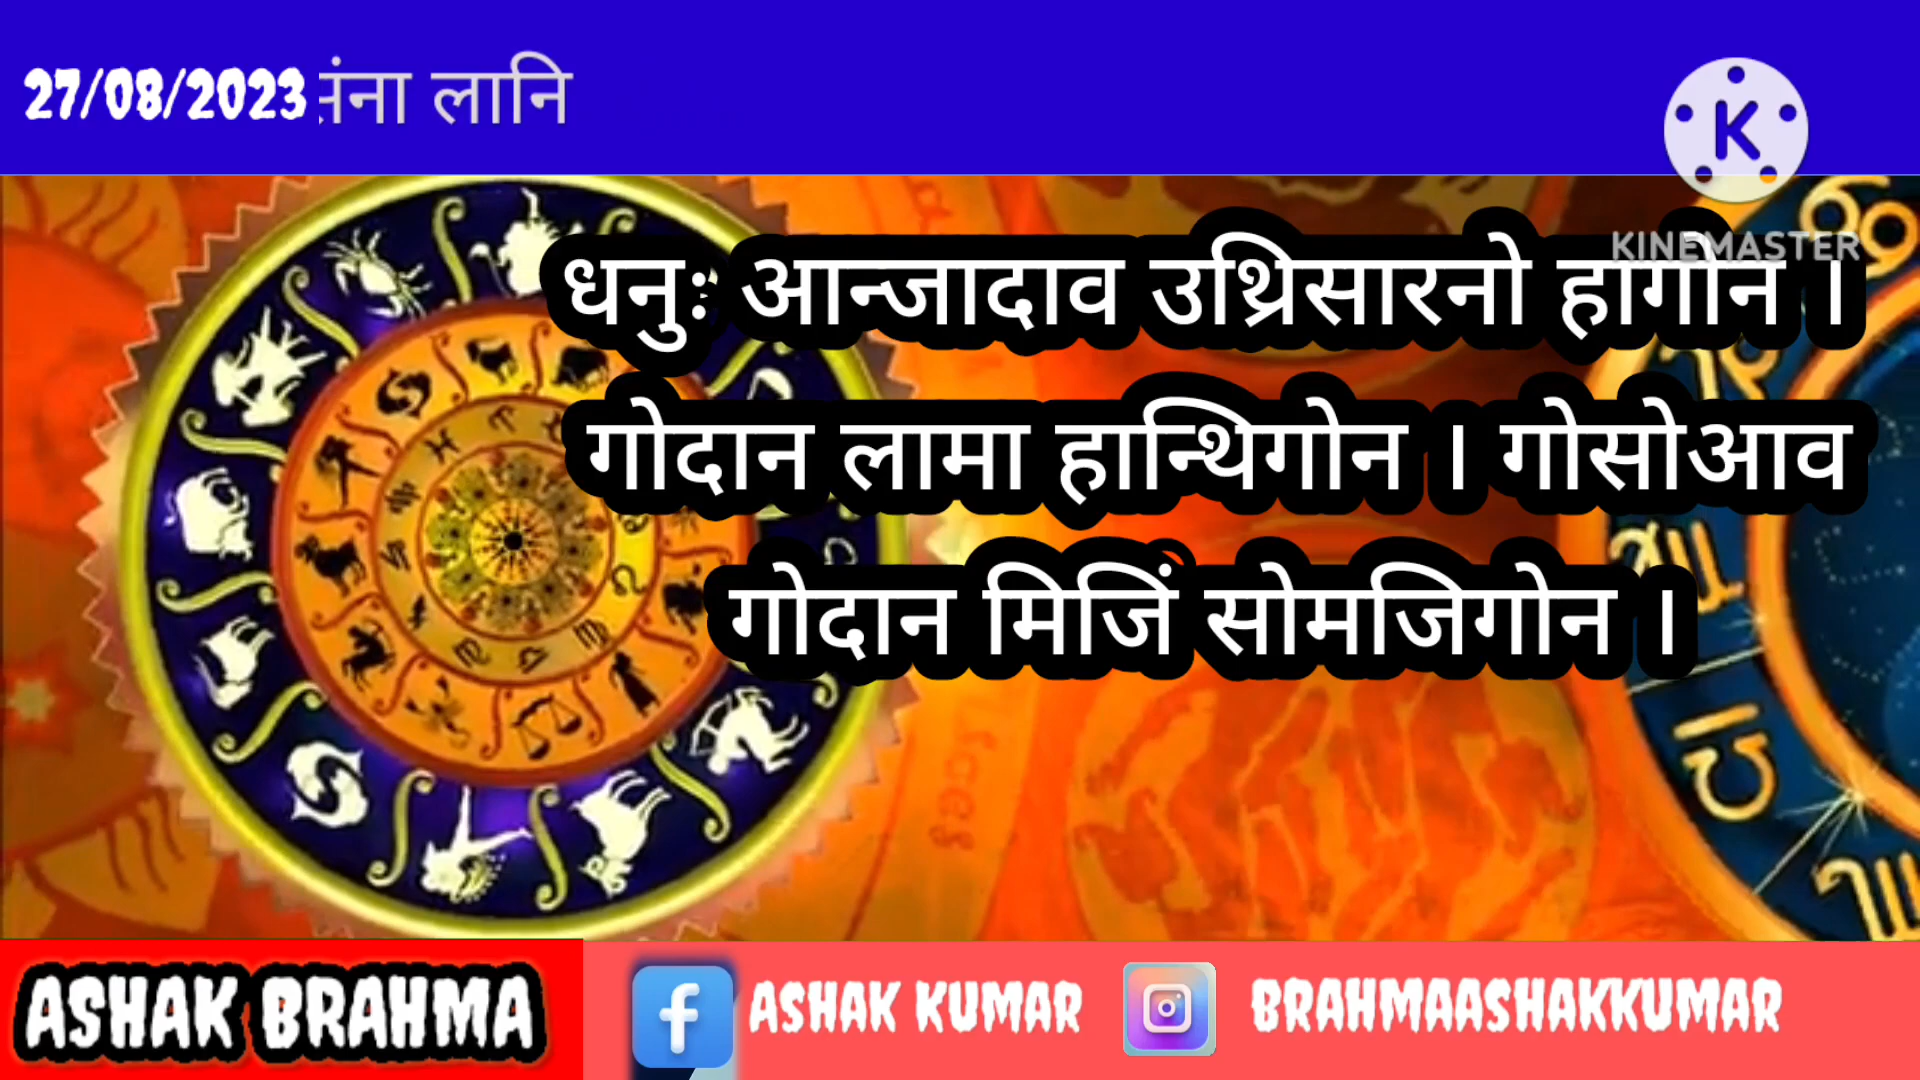 27/08/2023 लानि
KINEMASTER
धनुः आन्जादाव उथ्रिसारनो हागोन ।
गोदान लामा हान्थिगोन । गोसोआव
गोदान मिजिं सोमजिगोन ।
ASHAK BRAHMA
ASHAK KUMAR
BRAHMAASHAKKUMAR